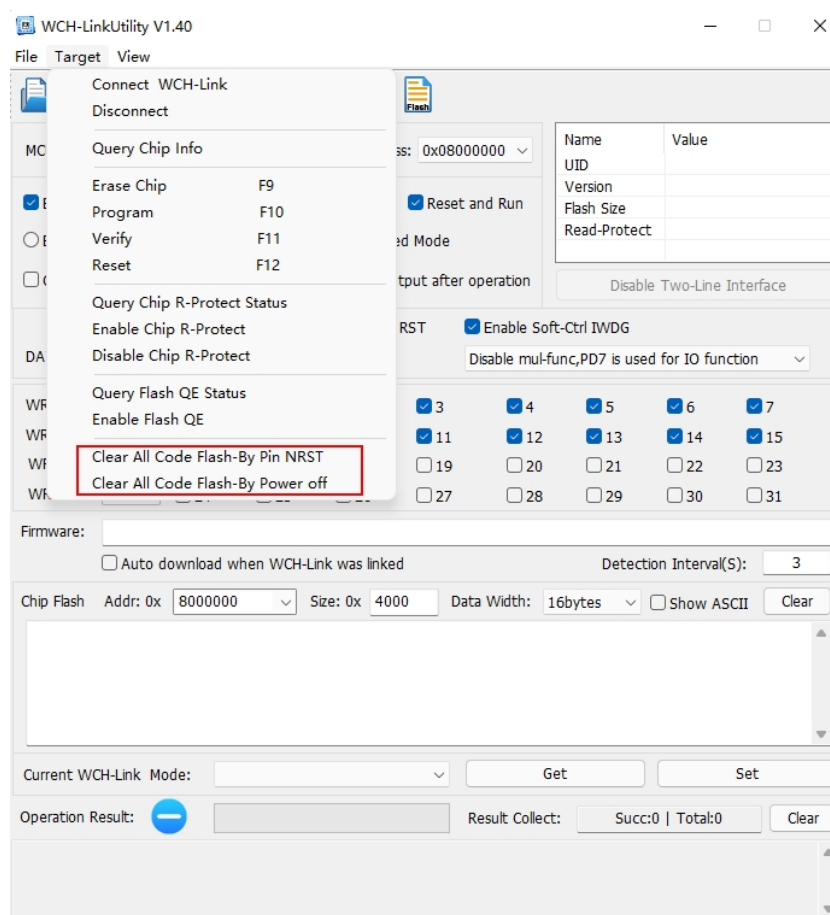 WCH-LinkUtility V1.40
File Target View
Connect WCH-Link
Disconnect
Query Chip Info
Erase Chip F9
Program F10
Verify F11
Reset F12
Query Chip R-Protect Status
Enable Chip R-Protect
Disable Chip R-Protect
Query Flash QE Status
Enable Flash QE
Clear All Code Flash-By Pin NRST
Clear All Code Flash-By Power off
Flash
0x08000000
Name Value
UID
Version
Flash Size
Read-Protect
Reset and Run
Mode
after operation
Disable Two-Line Interface
RST Enable Soft-Ctrl IWDG
Disable mul-func,PD7 is used for IO function
3 4 5 6 7
11 12 13 14 15
19 20 21 22 23
27 28 29 30 31
Firmware:
Auto download when WCH-Link was linked Detection Interval(S): 3
Chip Flash Addr: 0x 8000000 Size: 0x 4000 Data Width: 16bytes Show ASCII Clear
Current WCH-Link Mode: Get Set
Operation Result: Result Collect: Succ:0 | Total:0 Clear